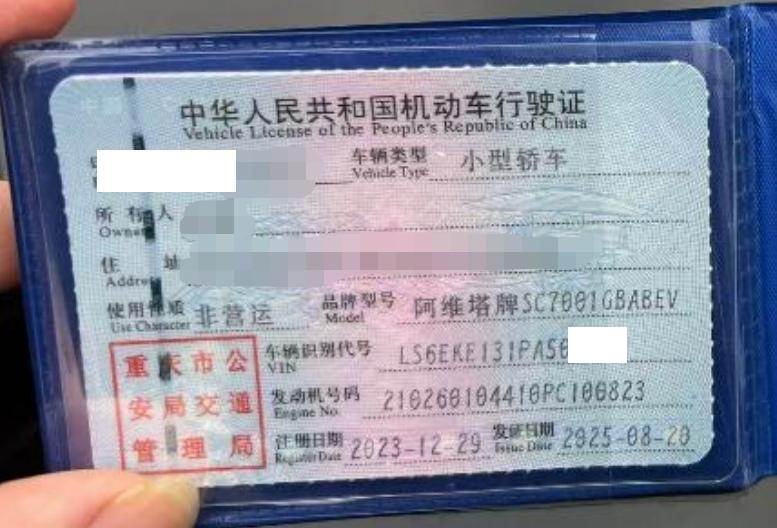 中华人民共和国机动车行驶证
Vehicle License of the People's Republic of China
车辆类型 小型轿车
Vehicle Type
所有人
Owner
住 址
Address
使用性质 非营运 品牌型号 阿维塔牌SC7001GBABEV
Use Character Model
重庆市公
安局交通
管理局
车辆识别代号 LS6EKE131PA50
VIN
发动机号码 210260104410PC100823
Engine No.
注册日期 2023-12-29 发证日期 2025-08-20
Register Date Issue Date